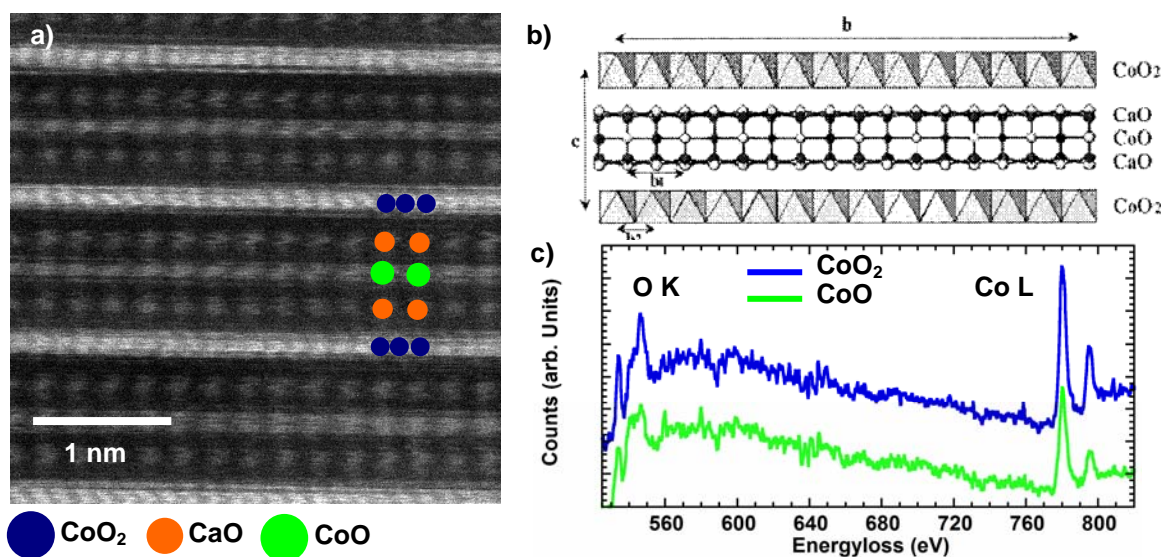 a)
1 nm
CoO₂
CaO
CoO
b)
b
CoO₂
CaO
CoO
CaO
c
b₁
CoO₂
c)
CoO₂
CoO
O K
Co L
Counts (arb. Units)
560 600 640 680 720 760 800
Energyloss (eV)